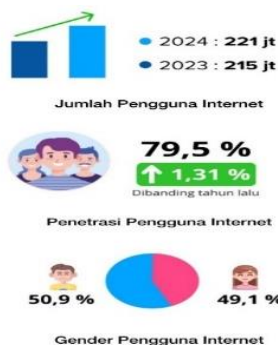 2024 : 221 jt
2023 : 215 jt
Jumlah Pengguna Internet
79,5 %
1,31 %
Dibanding tahun lalu
Penetrasi Pengguna Internet
50,9 %
49,1 %
Gender Pengguna Internet